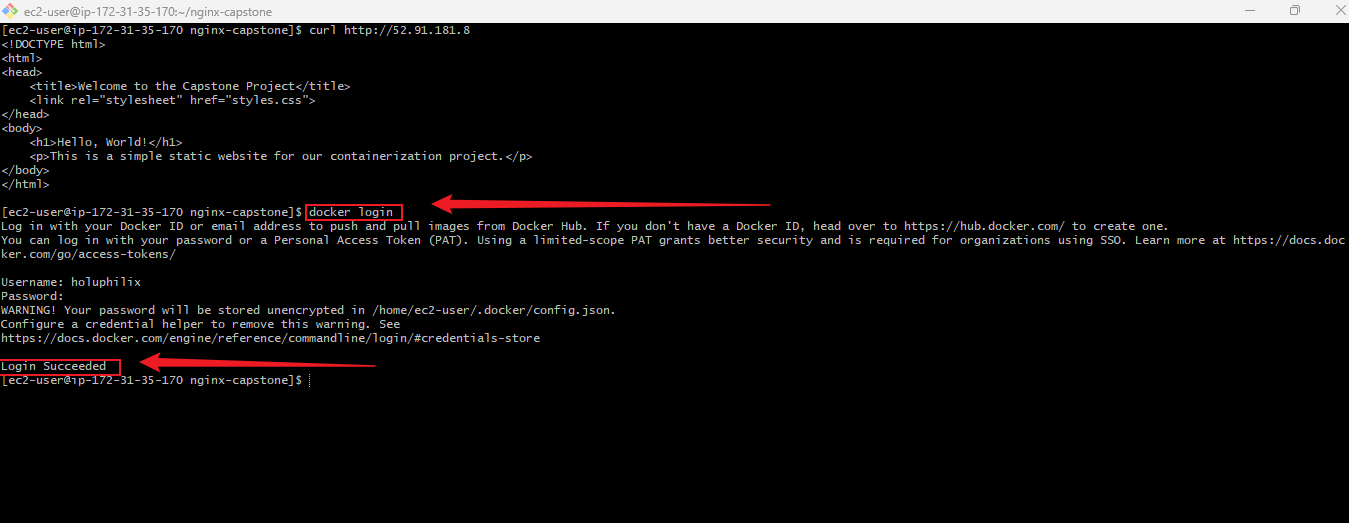 ec2-user@ip-172-31-35-170:~/nginx-capstone
[ec2-user@ip-172-31-35-170 nginx-capstone]$ curl http://52.91.181.8
<!DOCTYPE html>
<html>
<head>
    <title>Welcome to the Capstone Project</title>
    <link rel="stylesheet" href="styles.css">
</head>
<body>
    <h1>Hello, World!</h1>
    <p>This is a simple static website for our containerization project.</p>
</body>
</html>
[ec2-user@ip-172-31-35-170 nginx-capstone]$ docker login
Log in with your Docker ID or email address to push and pull images from Docker Hub. If you don't have a Docker ID, head over to https://hub.docker.com/ to create one.
You can log in with your password or a Personal Access Token (PAT). Using a limited-scope PAT grants better security and is required for organizations using SSO. Learn more at https://docs.doc
ker.com/go/access-tokens/
Username: holuphilix
Password:
WARNING! Your password will be stored unencrypted in /home/ec2-user/.docker/config.json.
Configure a credential helper to remove this warning. See
https://docs.docker.com/engine/reference/commandline/login/#credentials-store
Login Succeeded
[ec2-user@ip-172-31-35-170 nginx-capstone]$